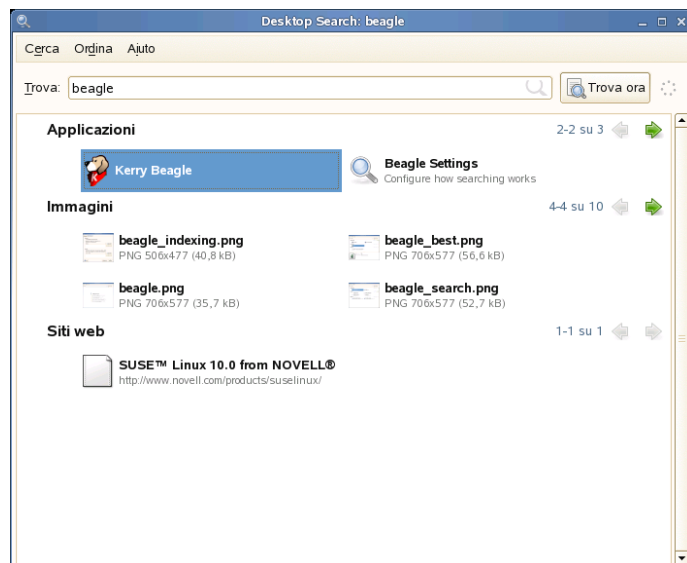 Desktop Search: beagle
Cerca Ordina Aiuto
Trova: beagle Trova ora
Applicazioni 2-2 su 3
Kerry Beagle
Beagle Settings
Configure how searching works
Immagini 4-4 su 10
beagle_indexing.png
PNG 506x477 (40,8 kB)
beagle_best.png
PNG 706x577 (56,6 kB)
beagle.png
PNG 706x577 (35,7 kB)
beagle_search.png
PNG 706x577 (52,7 kB)
Siti web 1-1 su 1
SUSE™ Linux 10.0 from NOVELL®
http://www.novell.com/products/suselinux/